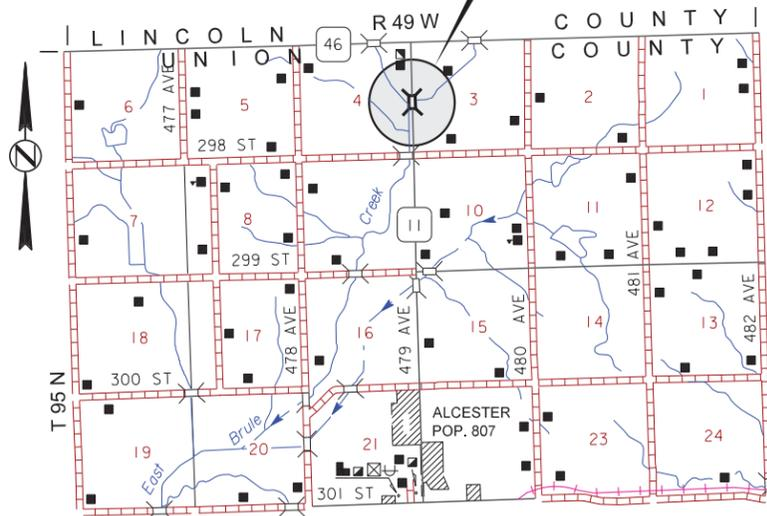 R 49 W
LINCOLN COUNTY
46
UNION COUNTY
6 477 AVE 5 4 3 2 1
298 ST
7 8 Creek 10 11 12
11
299 ST
481 AVE
482 AVE
18 17 478 AVE 16 479 AVE 15 480 AVE 14 13
300 ST
T 95 N
ALCESTER
POP. 807
19 East Brule 20 21 23 24
301 ST
N